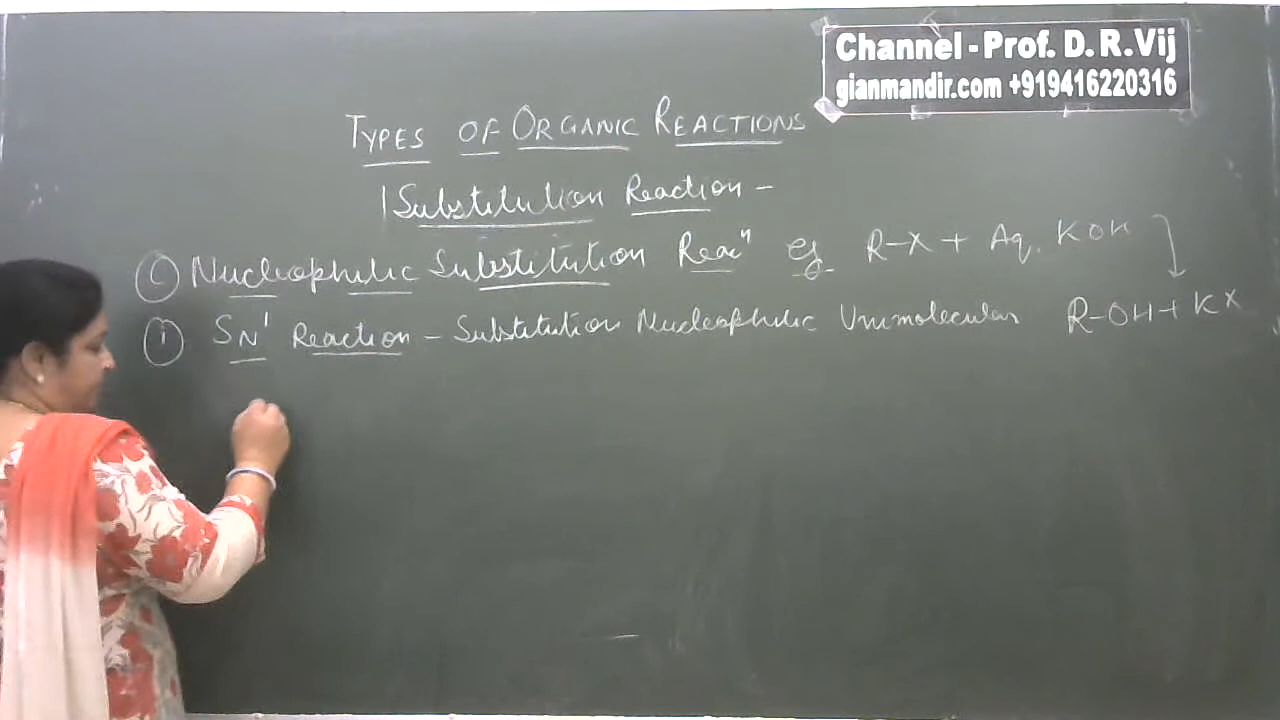 Channel - Prof. D. R. Vij
gianmandir.com +919416220316
TYPES OF ORGANIC REACTIONS
1 Substitution Reaction -
(i) Nucleophilic Substitution Reacⁿ eg R-X + Aq. KOH
(i) SN¹ Reaction - Substitution Nucleophilic Unimolecular R-OH + KX